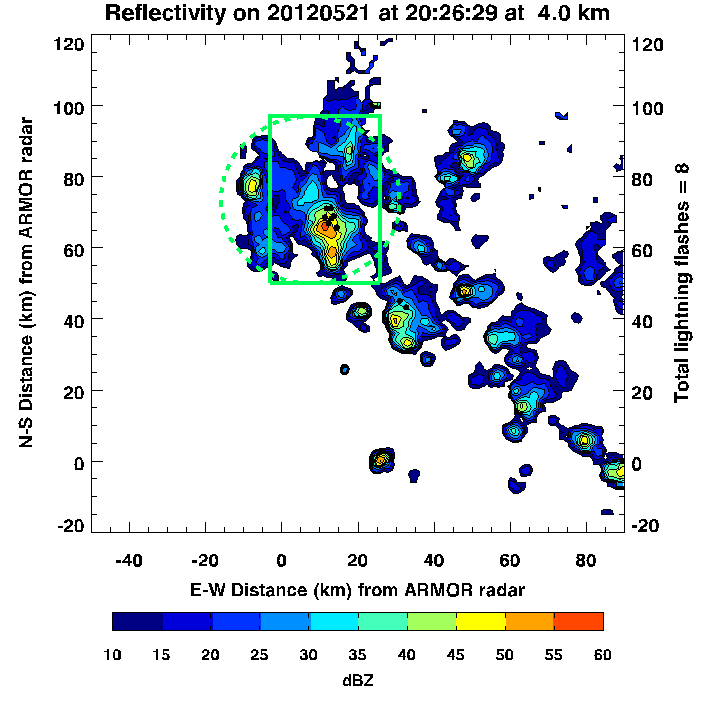 Reflectivity on 20120521 at 20:26:29 at 4.0 km
120 120
100 100
80 80
60 60
40 40
20 20
0 0
-20 -20
N-S Distance (km) from ARMOR radar
Total lightning flashes = 8
-40 -20 0 20 40 60 80
E-W Distance (km) from ARMOR radar
10 15 20 25 30 35 40 45 50 55 60
dBZ